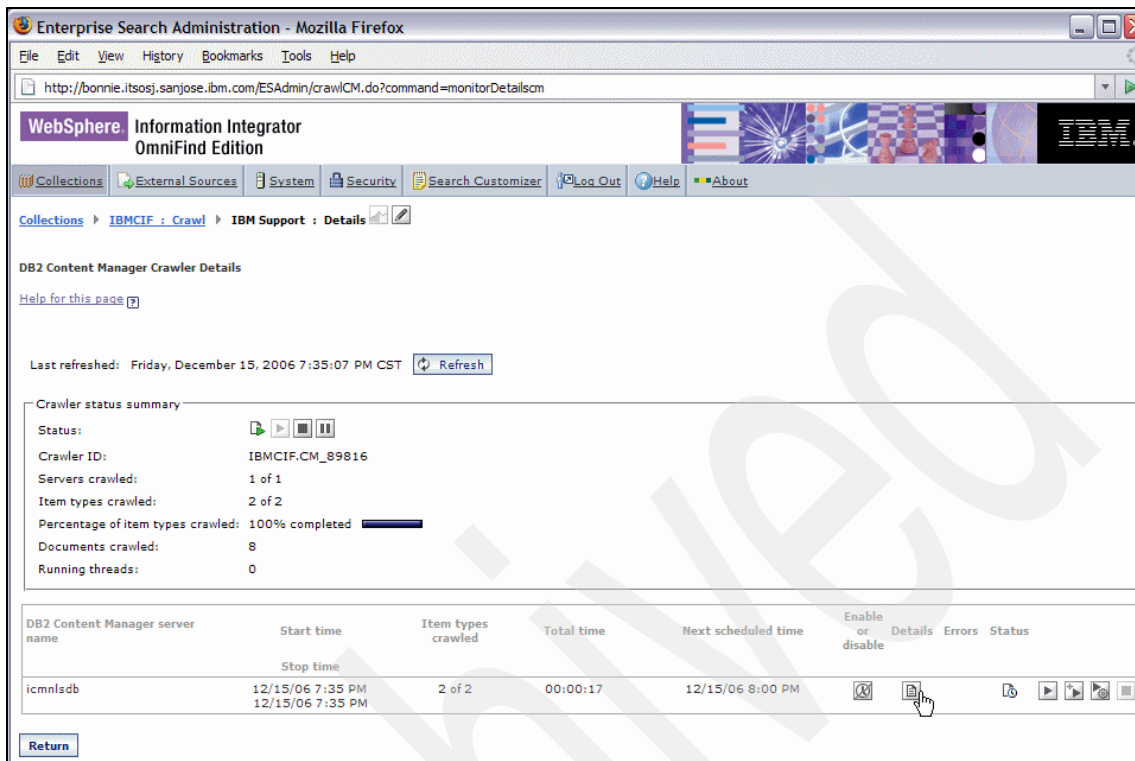 Enterprise Search Administration - Mozilla Firefox
File Edit View History Bookmarks Tools Help
http://bonnie.itsosj.sanjose.ibm.com/ESAdmin/crawlCM.do?command=monitorDetailscm
WebSphere. Information Integrator
OmniFind Edition
IBM.
Collections External Sources System Security Search Customizer Log Out Help About
Collections IBMCIF : Crawl IBM Support : Details
DB2 Content Manager Crawler Details
Help for this page ?
Last refreshed: Friday, December 15, 2006 7:35:07 PM CST Refresh
Crawler status summary
Status:
Crawler ID: IBMCIF.CM_89816
Servers crawled: 1 of 1
Item types crawled: 2 of 2
Percentage of item types crawled: 100% completed
Documents crawled: 8
Running threads: 0
DB2 Content Manager server name Start time Item types crawled Total time Next scheduled time Enable or disable Details Errors Status
Stop time
icmnlsdb 12/15/06 7:35 PM 2 of 2 00:00:17 12/15/06 8:00 PM
12/15/06 7:35 PM
Return
hived